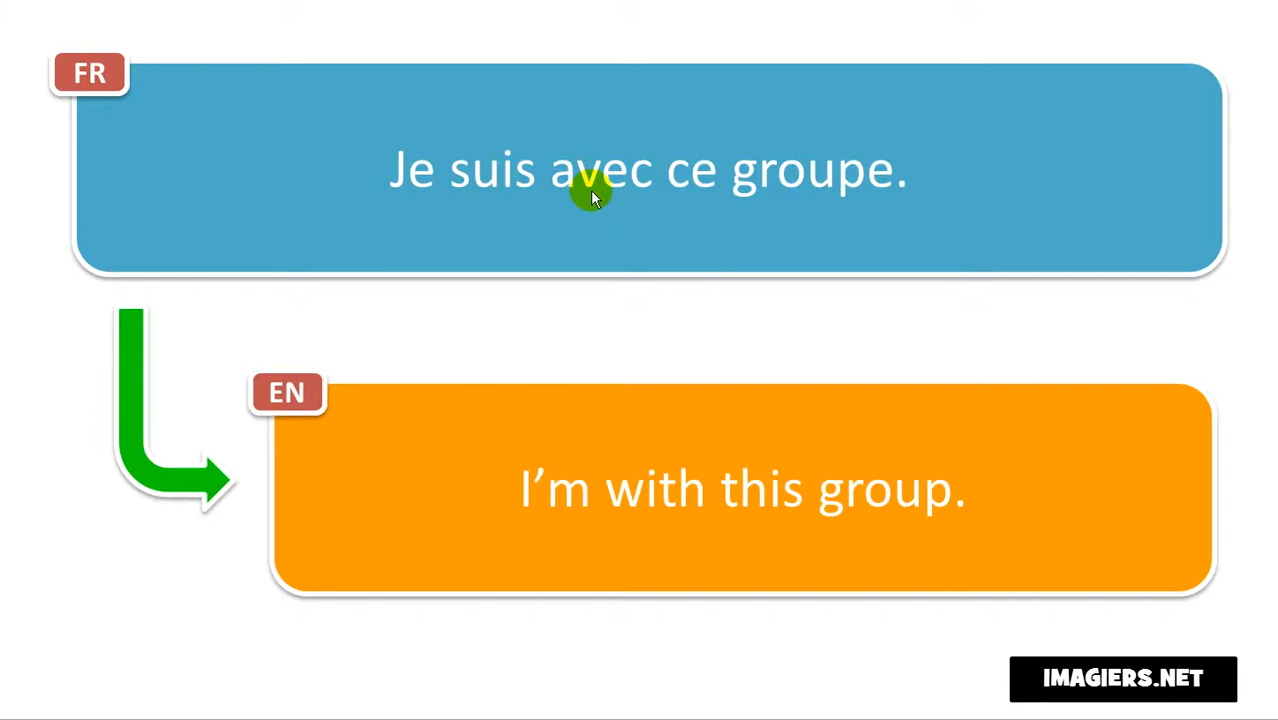 FR
Je suis avec ce groupe.
EN
I’m with this group.
IMAGIERS.NET